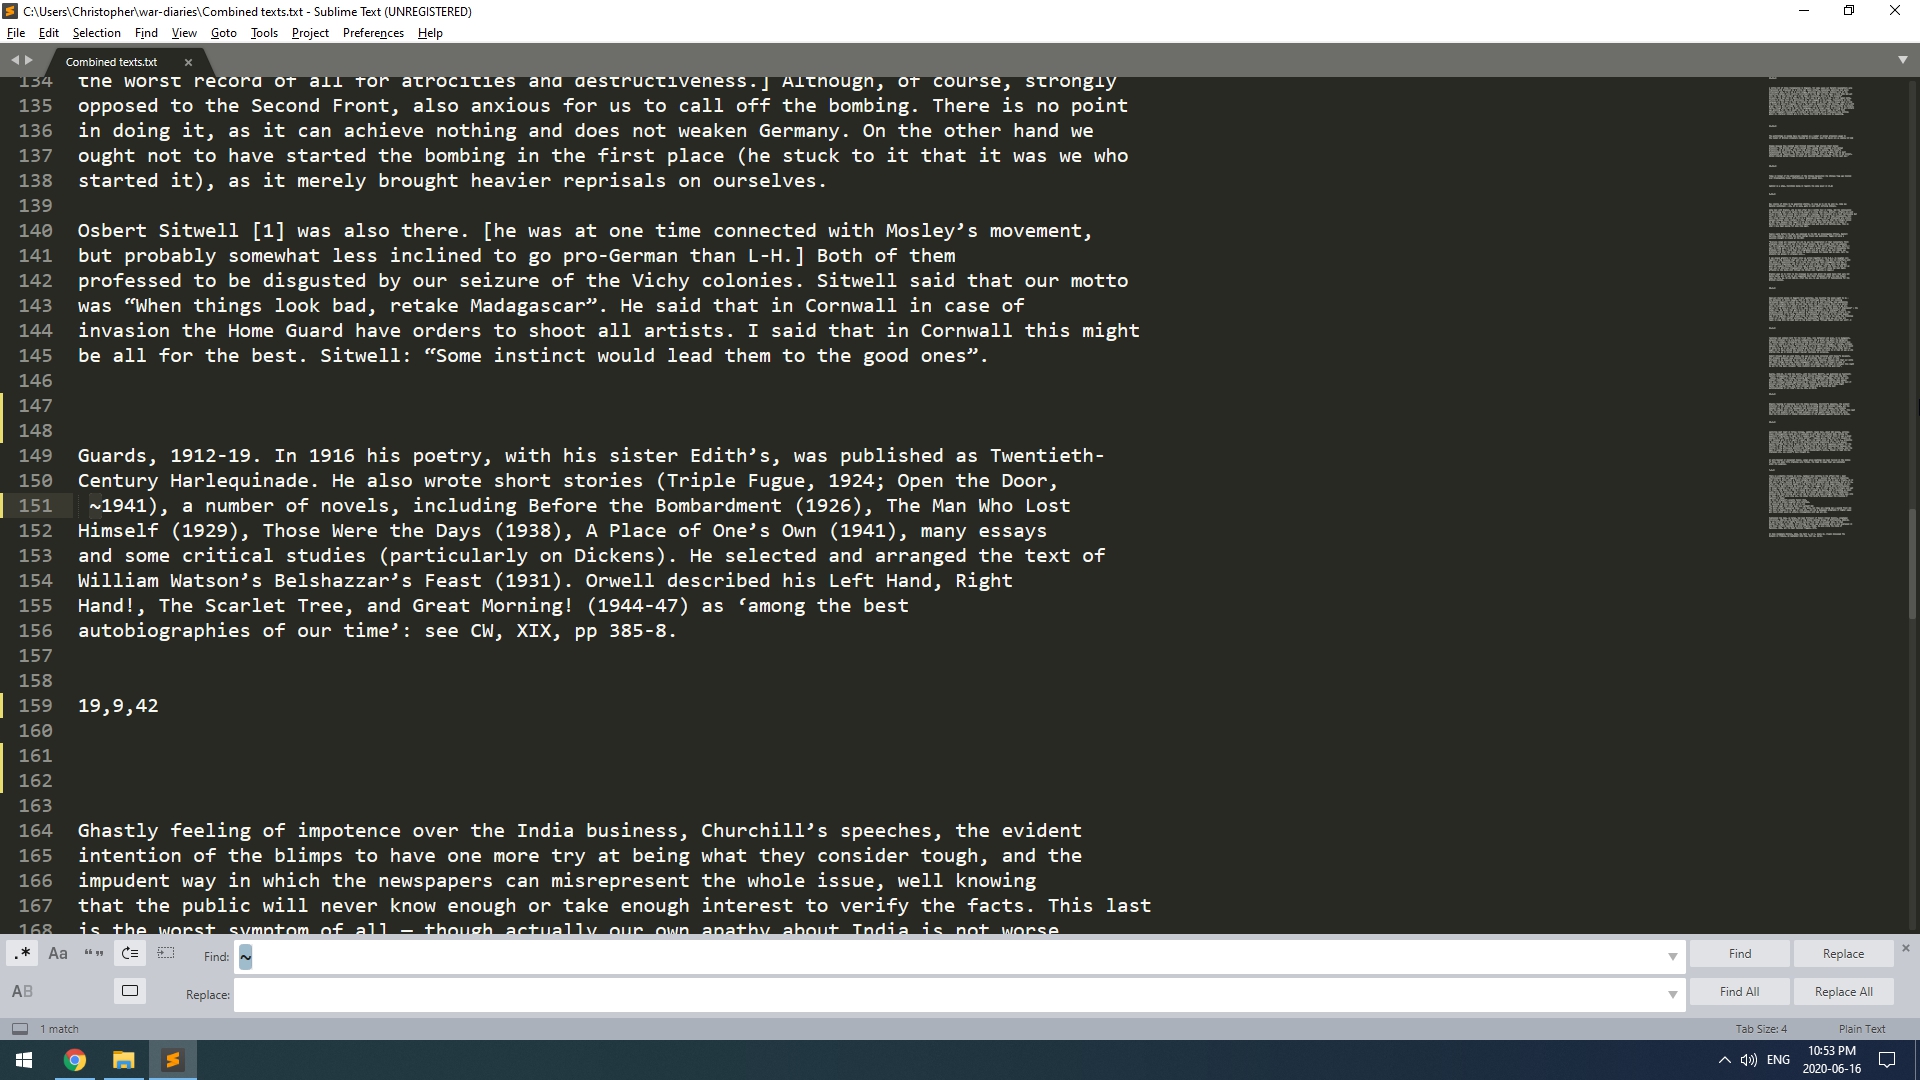 C:\Users\Christopher\war-diaries\Combined texts.txt - Sublime Text (UNREGISTERED)
File Edit Selection Find View Goto Tools Project Preferences Help
Combined texts.txt
134 the worst record of all for atrocities and destructiveness.] Although, of course, strongly
135 opposed to the Second Front, also anxious for us to call off the bombing. There is no point
136 in doing it, as it can achieve nothing and does not weaken Germany. On the other hand we
137 ought not to have started the bombing in the first place (he stuck to it that it was we who
138 started it), as it merely brought heavier reprisals on ourselves.
139
140 Osbert Sitwell [1] was also there. [he was at one time connected with Mosley’s movement,
141 but probably somewhat less inclined to go pro-German than L-H.] Both of them
142 professed to be disgusted by our seizure of the Vichy colonies. Sitwell said that our motto
143 was “When things look bad, retake Madagascar”. He said that in Cornwall in case of
144 invasion the Home Guard have orders to shoot all artists. I said that in Cornwall this might
145 be all for the best. Sitwell: “Some instinct would lead them to the good ones”.
146
147
148
149 Guards, 1912-19. In 1916 his poetry, with his sister Edith’s, was published as Twentieth-
150 Century Harlequinade. He also wrote short stories (Triple Fugue, 1924; Open the Door,
151 ~1941), a number of novels, including Before the Bombardment (1926), The Man Who Lost
152 Himself (1929), Those Were the Days (1938), A Place of One’s Own (1941), many essays
153 and some critical studies (particularly on Dickens). He selected and arranged the text of
154 William Watson’s Belshazzar’s Feast (1931). Orwell described his Left Hand, Right
155 Hand!, The Scarlet Tree, and Great Morning! (1944-47) as ‘among the best
156 autobiographies of our time’: see CW, XIX, pp 385-8.
157
158
159 19,9,42
160
161
162
163
164 Ghastly feeling of impotence over the India business, Churchill’s speeches, the evident
165 intention of the blimps to have one more try at being what they consider tough, and the
166 impudent way in which the newspapers can misrepresent the whole issue, well knowing
167 that the public will never know enough or take enough interest to verify the facts. This last
168 is the worst symptom of all — though actually our own apathy about India is not worse
.* Aa “” Find: ~ Find Replace
AB Replace: Find All Replace All
1 match Tab Size: 4 Plain Text
ENG 10:53 PM
2020-06-16